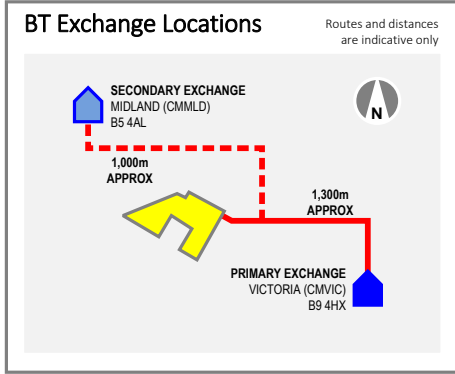 BT Exchange Locations
Routes and distances
are indicative only
SECONDARY EXCHANGE
MIDLAND (CMMLD)
B5 4AL
N
1,000m
APPROX
1,300m
APPROX
PRIMARY EXCHANGE
VICTORIA (CMVIC)
B9 4HX